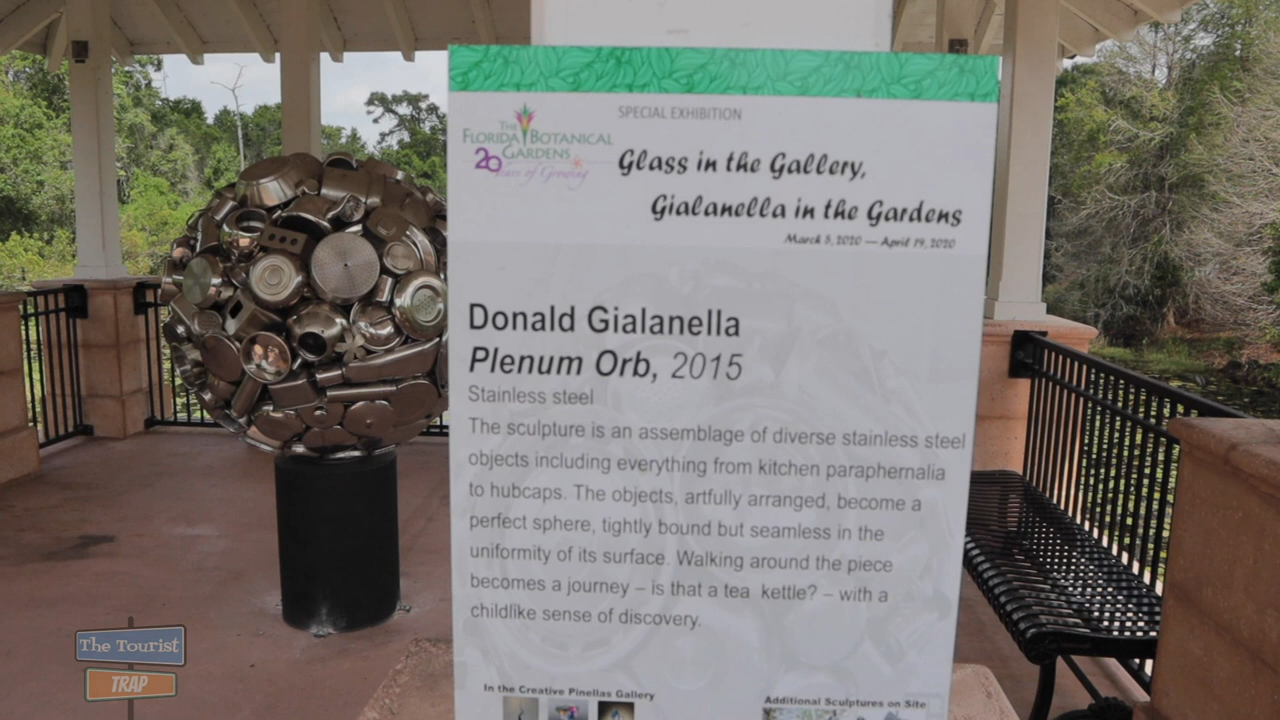 SPECIAL EXHIBITION
THE
FLORIDA BOTANICAL
GARDENS
20 Years of Growing
Glass in the Gallery,
Gialanella in the Gardens
March 5, 2020 — April 19, 2020
Donald Gialanella
Plenum Orb, 2015
Stainless steel
The sculpture is an assemblage of diverse stainless steel
objects including everything from kitchen paraphernalia
to hubcaps. The objects, artfully arranged, become a
perfect sphere, tightly bound but seamless in the
uniformity of its surface. Walking around the piece
becomes a journey – is that a tea kettle? – with a
childlike sense of discovery.
In the Creative Pinellas Gallery
Additional Sculptures on Site
The Tourist
TRAP